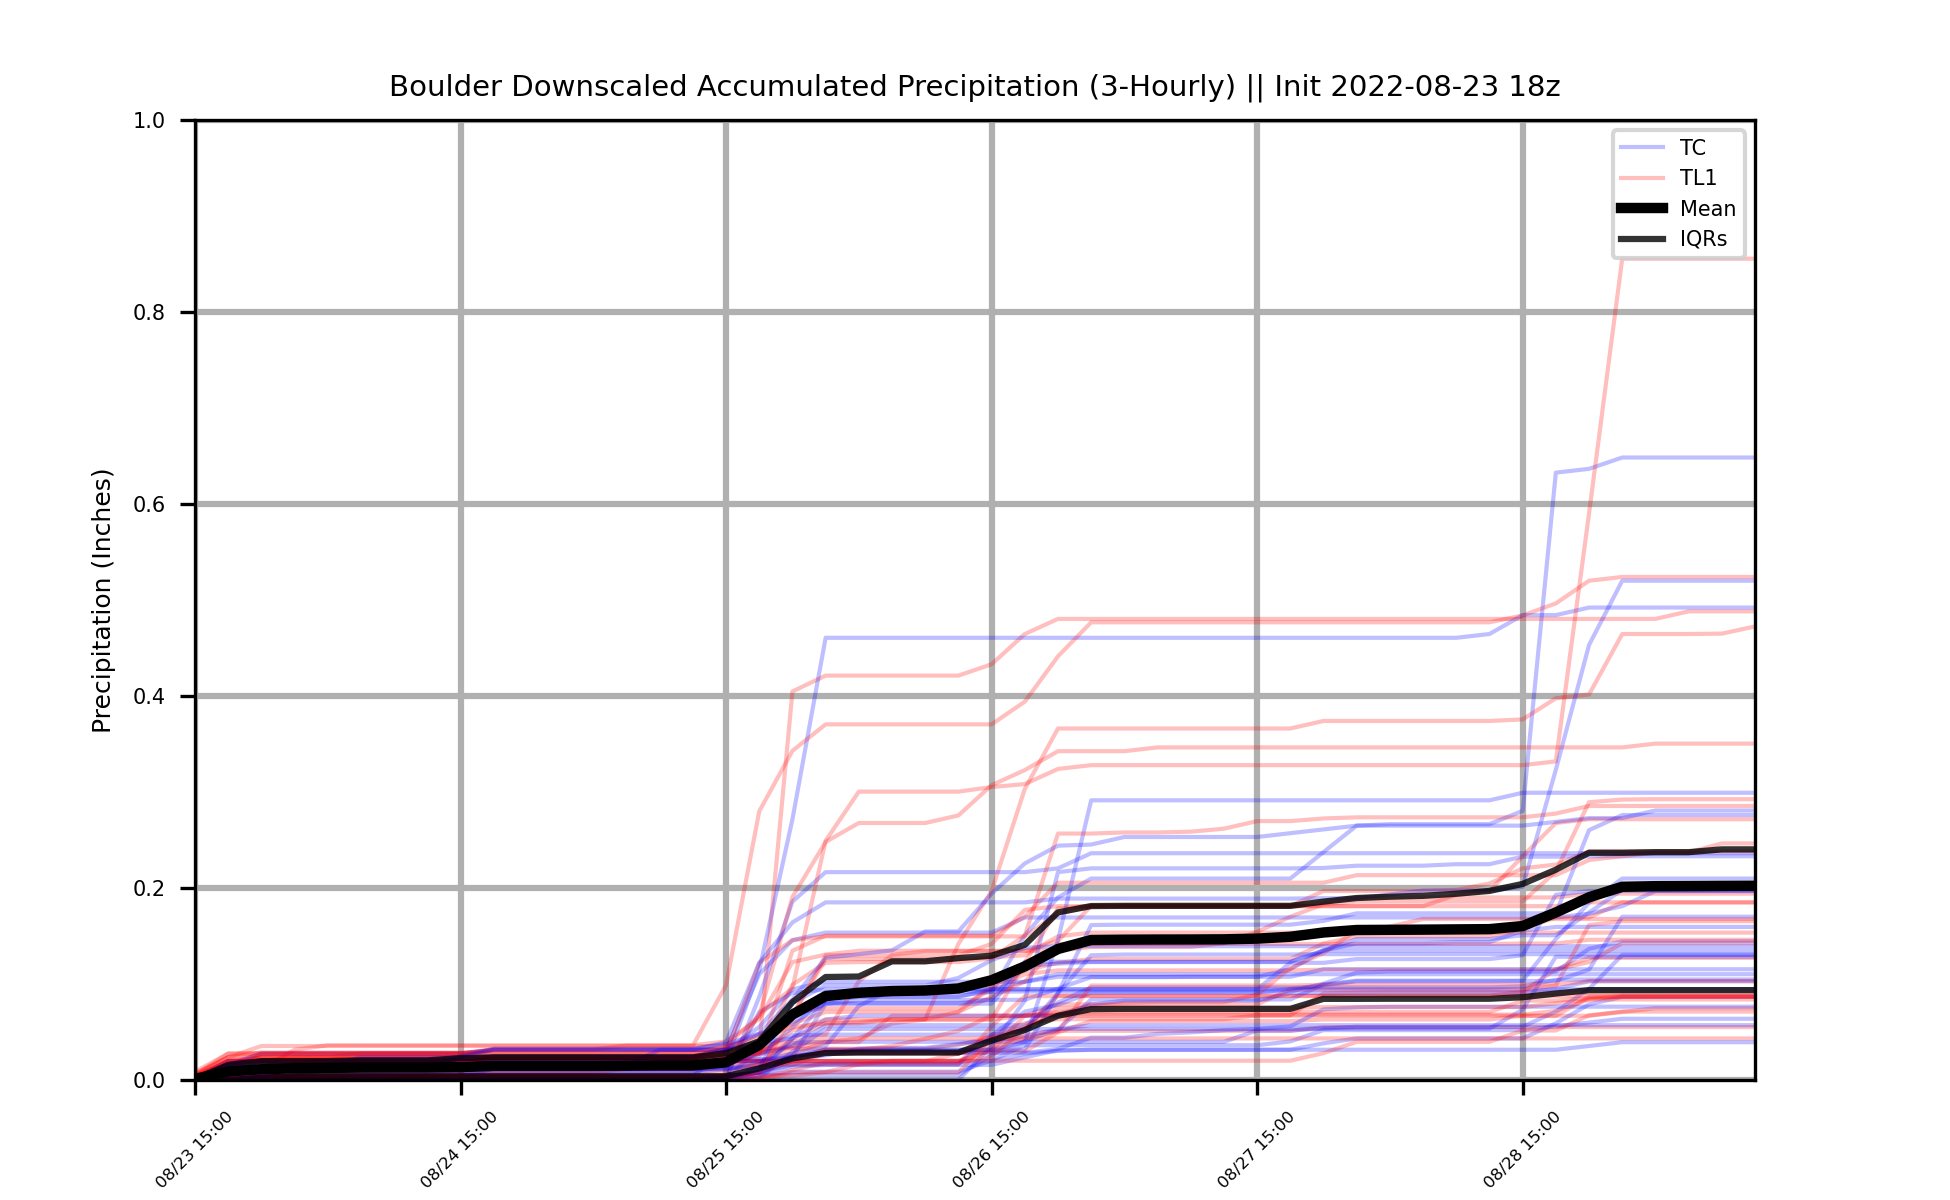 Boulder Downscaled Accumulated Precipitation (3-Hourly) || Init 2022-08-23 18z
1.0
0.8
0.6
0.4
0.2
0.0
Precipitation (Inches)
TC
TL1
Mean
IQRs
08/23 15:00
08/24 15:00
08/25 15:00
08/26 15:00
08/27 15:00
08/28 15:00